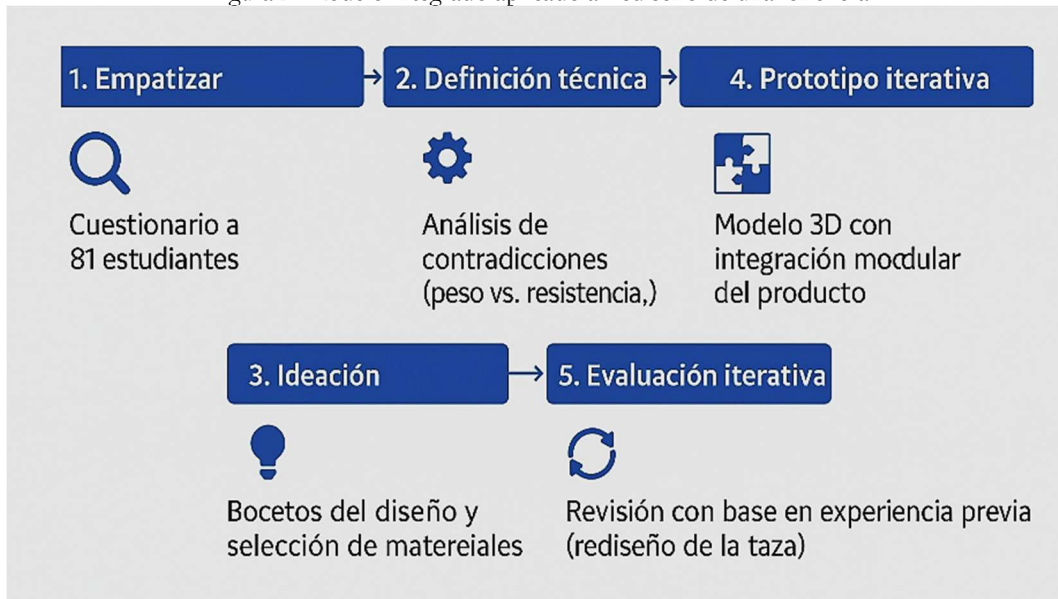 1. Empatizar
2. Definición técnica
4. Prototipo iterativa
Cuestionario a
81 estudiantes
Análisis de
contradicciones
(peso vs. resistencia,)
Modelo 3D con
integración mocdular
del producto
3. Ideación
5. Evaluación iterativa
Bocetos del diseño y
selección de matereiales
Revisión con base en experiencia previa
(rediseño de la taza)